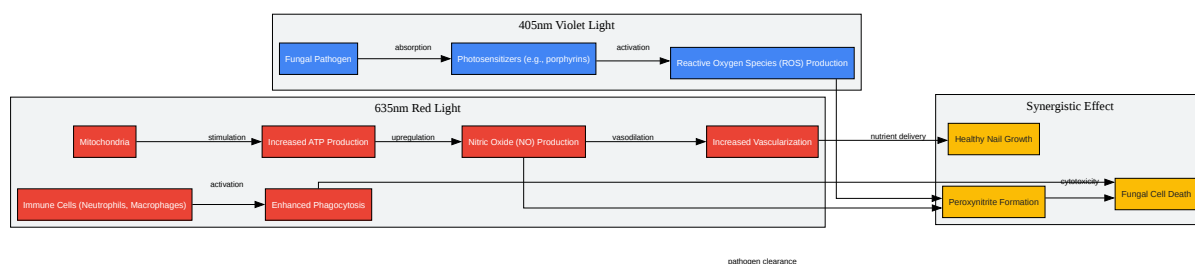 405nm Violet Light
Fungal Pathogen
absorption
Photosensitizers (e.g., porphyrins)
activation
Reactive Oxygen Species (ROS) Production
635nm Red Light
Mitochondria
stimulation
Increased ATP Production
upregulation
Nitric Oxide (NO) Production
vasodilation
Increased Vascularization
nutrient delivery
Immune Cells (Neutrophils, Macrophages)
activation
Enhanced Phagocytosis
Synergistic Effect
Healthy Nail Growth
cytotoxicity
Peroxynitrite Formation
Fungal Cell Death
pathogen clearance